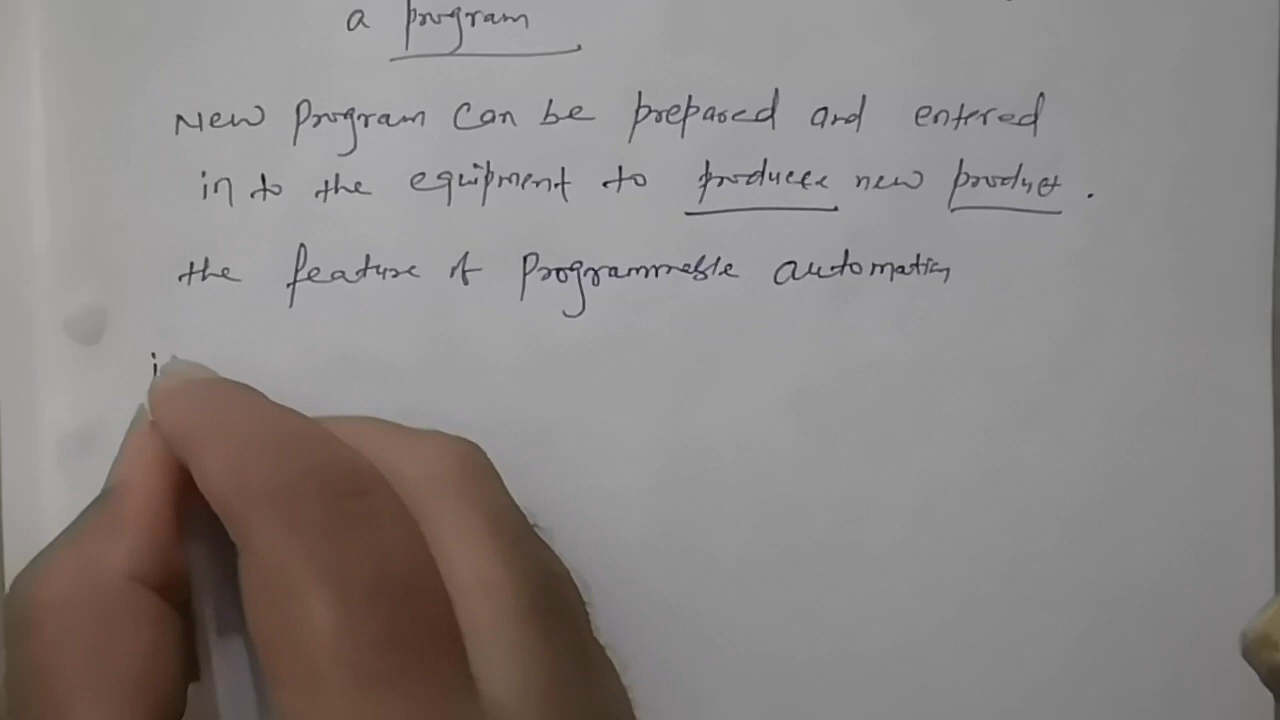 a program
New program can be prepared and entered
in to the equipment to produce new product .
the feature of programmable automation
i